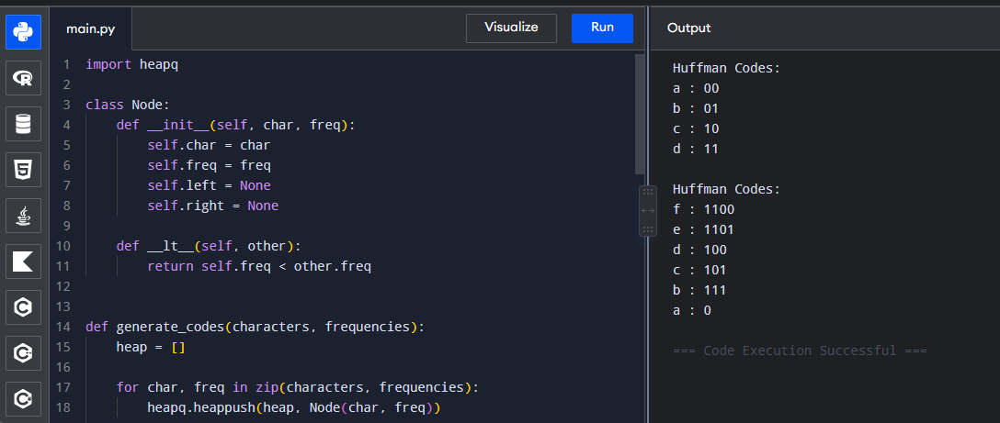 main.py
Visualize
Run
Output
1 import heapq
2
3 class Node:
4     def __init__(self, char, freq):
5         self.char = char
6         self.freq = freq
7         self.left = None
8         self.right = None
9
10     def __lt__(self, other):
11         return self.freq < other.freq
12
13
14 def generate_codes(characters, frequencies):
15     heap = []
16
17     for char, freq in zip(characters, frequencies):
18         heapq.heappush(heap, Node(char, freq))
Huffman Codes:
a : 00
b : 01
c : 10
d : 11

Huffman Codes:
f : 1100
e : 1101
d : 100
c : 101
b : 111
a : 0

=== Code Execution Successful ===